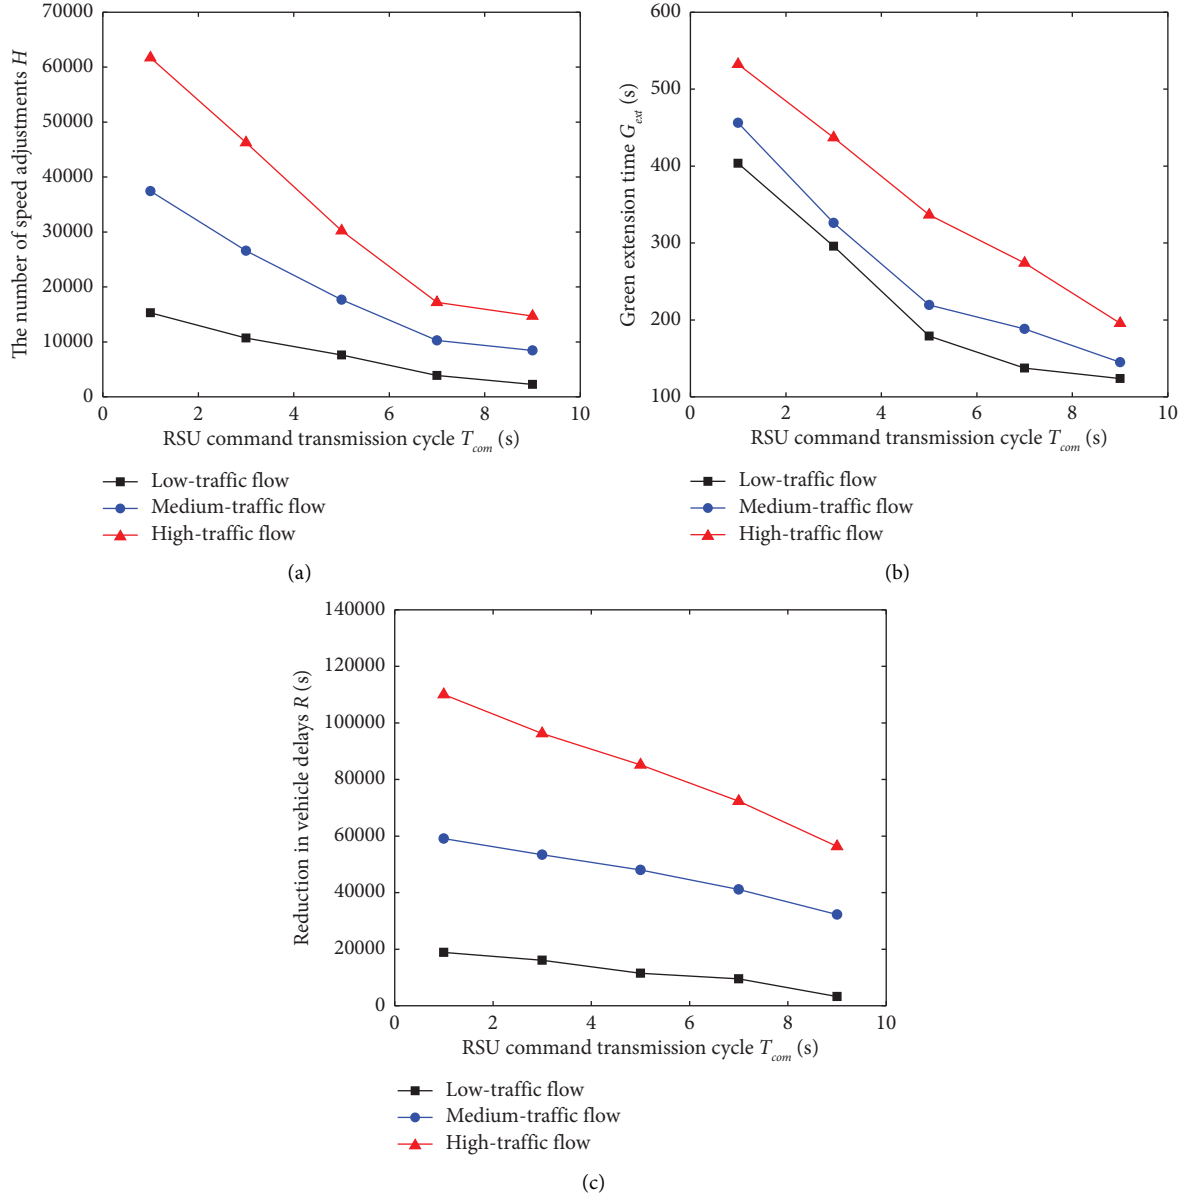 70000
60000
50000
40000
30000
20000
10000
0
The number of speed adjustments H
0 2 4 6 8 10
RSU command transmission cycle T_com (s)
Low-traffic flow
Medium-traffic flow
High-traffic flow
(a)
600
500
400
300
200
100
Green extension time G_ext (s)
0 2 4 6 8 10
RSU command transmission cycle T_com (s)
Low-traffic flow
Medium-traffic flow
High-traffic flow
(b)
140000
120000
100000
80000
60000
40000
20000
0
Reduction in vehicle delays R (s)
0 2 4 6 8 10
RSU command transmission cycle T_com (s)
Low-traffic flow
Medium-traffic flow
High-traffic flow
(c)